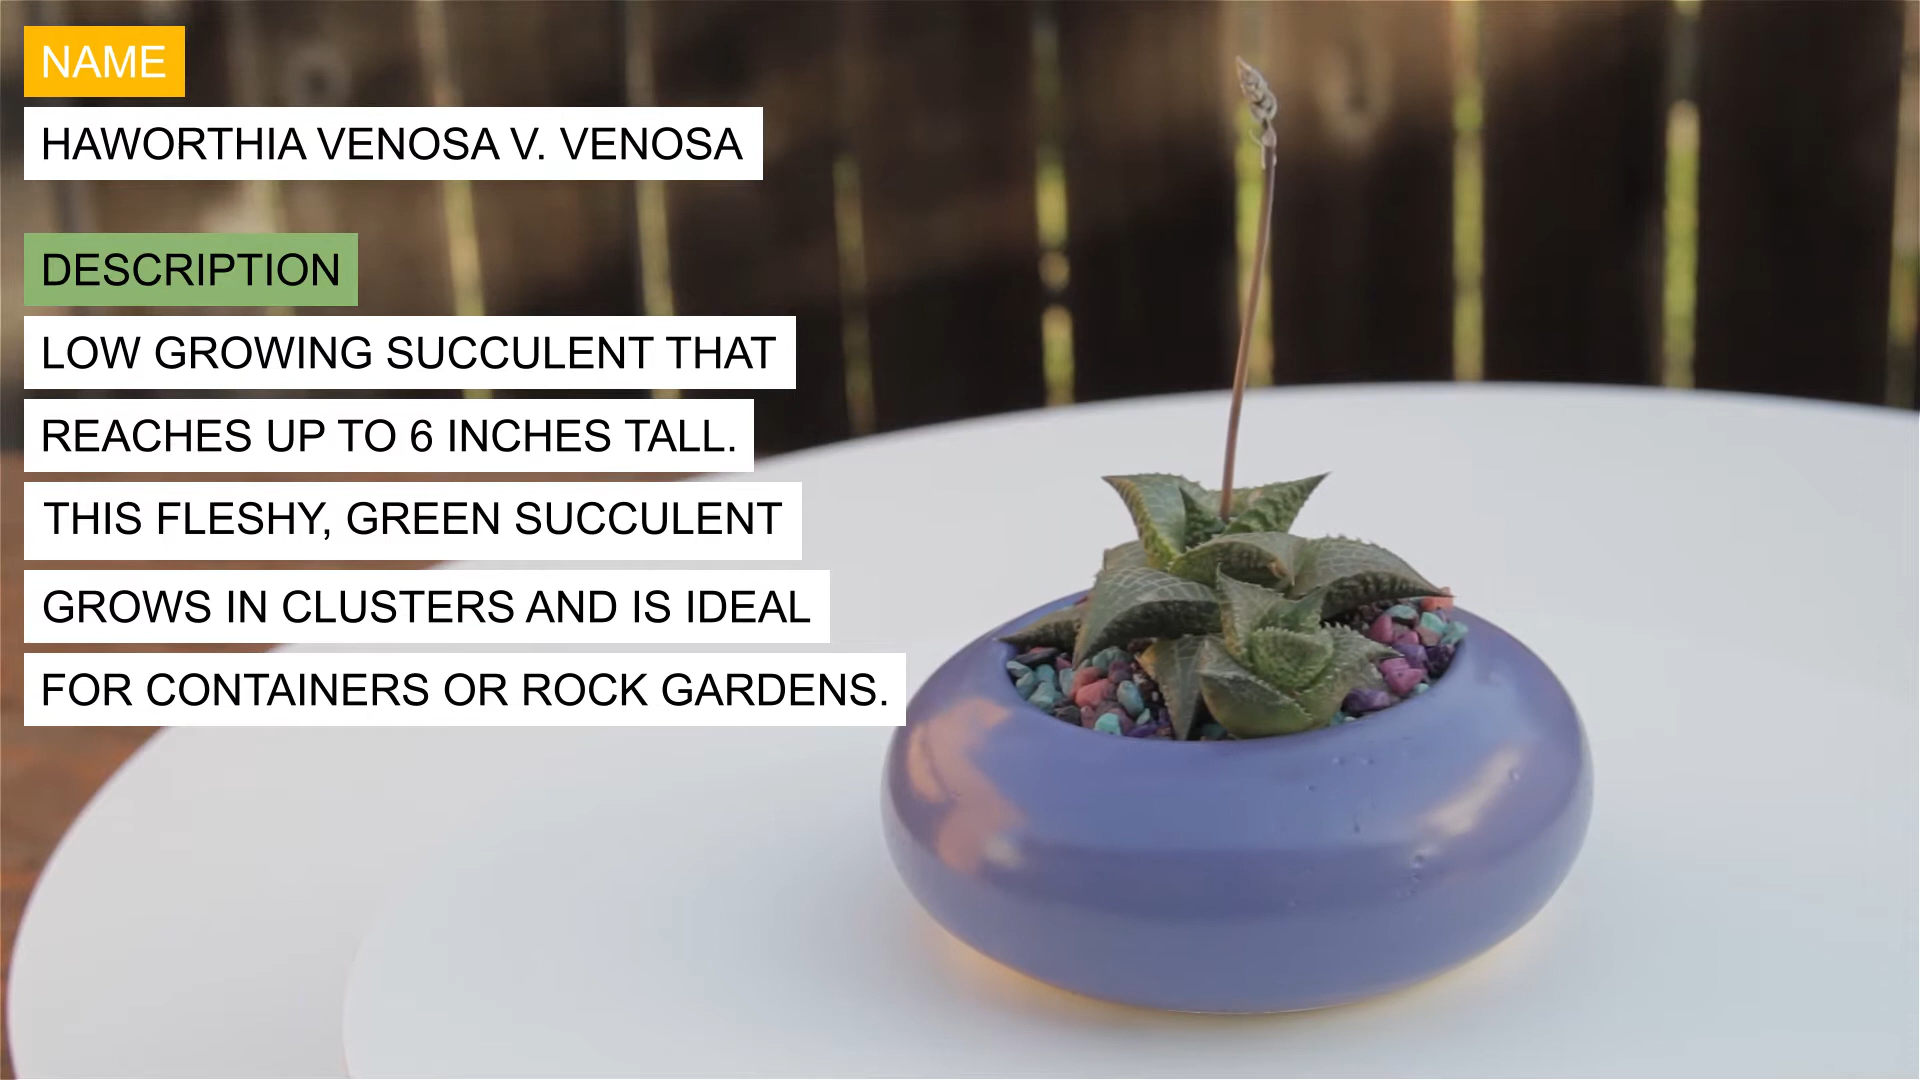 NAME
HAWORTHIA VENOSA V. VENOSA
DESCRIPTION
LOW GROWING SUCCULENT THAT
REACHES UP TO 6 INCHES TALL.
THIS FLESHY, GREEN SUCCULENT
GROWS IN CLUSTERS AND IS IDEAL
FOR CONTAINERS OR ROCK GARDENS.